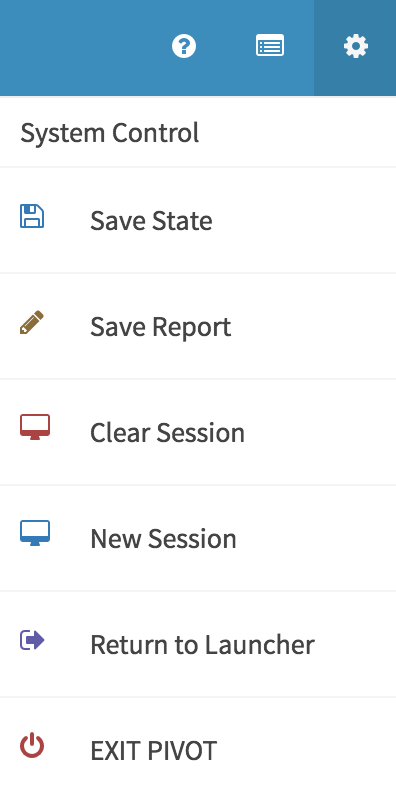 System Control
Save State
Save Report
Clear Session
New Session
Return to Launcher
EXIT PIVOT